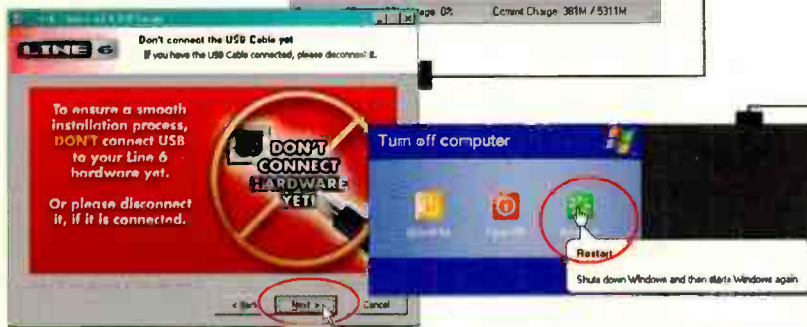 Commit Charge: 381M / 5311M
Don't connect the USB Cable yet
If you have the USB Cable connected, please disconnect it.
LINE 6
To ensure a smooth
installation process,
DON'T connect USB
to your Line 6
hardware yet.
Or please disconnect
it, if it is connected.
DON'T
CONNECT
HARDWARE
YET!
Next >
Cancel
Turn off computer
Restart
Shuts down Windows and then starts Windows again